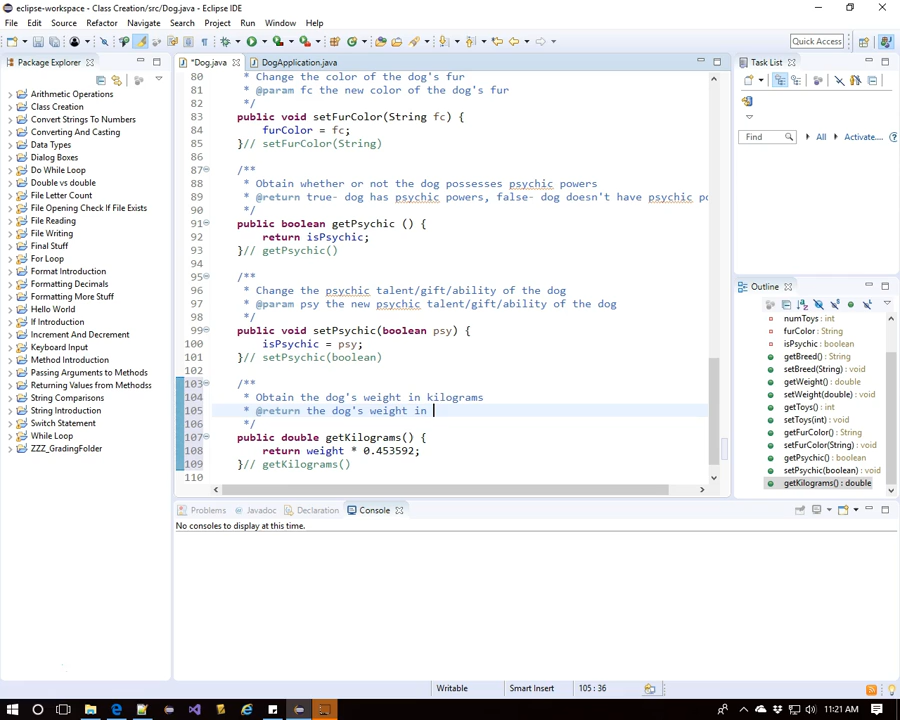 eclipse-workspace - Class Creation/src/Dog.java - Eclipse IDE
File Edit Source Refactor Navigate Search Project Run Window Help
Quick Access
Package Explorer
Arithmetic Operations
Class Creation
Convert Strings To Numbers
Converting And Casting
Data Types
Dialog Boxes
Do While Loop
Double vs double
File Letter Count
File Opening Check If File Exists
File Reading
File Writing
Final Stuff
For Loop
Format Introduction
Formatting Decimals
Formatting More Stuff
Hello World
If Introduction
Increment And Decrement
Keyboard Input
Method Introduction
Passing Arguments to Methods
Returning Values from Methods
String Comparisons
String Introduction
Switch Statement
While Loop
ZZZ_GradingFolder
*Dog.java DogApplication.java
80 * Change the color of the dog's fur
81 * @param fc the new color of the dog's fur
82 */
83 public void setFurColor(String fc) {
84 furColor = fc;
85 }// setFurColor(String)
86
87 /**
88 * Obtain whether or not the dog possesses psychic powers
89 * @return true- dog has psychic powers, false- dog doesn't have psychic po
90 */
91 public boolean getPsychic () {
92 return isPsychic;
93 }// getPsychic()
94
95 /**
96 * Change the psychic talent/gift/ability of the dog
97 * @param psy the new psychic talent/gift/ability of the dog
98 */
99 public void setPsychic(boolean psy) {
100 isPsychic = psy;
101 }// setPsychic(boolean)
102
103 /**
104 * Obtain the dog's weight in kilograms
105 * @return the dog's weight in
106 */
107 public double getKilograms() {
108 return weight * 0.453592;
109 }// getKilograms()
110
Problems Javadoc Declaration Console
No consoles to display at this time.
Task List
Find All Activate...
Outline
numToys : int
furColor : String
isPsychic : boolean
getBreed() : String
setBreed(String) : void
getWeight() : double
setWeight(double) : void
getToys() : int
setToys(int) : void
getFurColor() : String
setFurColor(String) : void
getPsychic() : boolean
setPsychic(boolean) : void
getKilograms() : double
Writable Smart Insert 105 : 36
11:21 AM